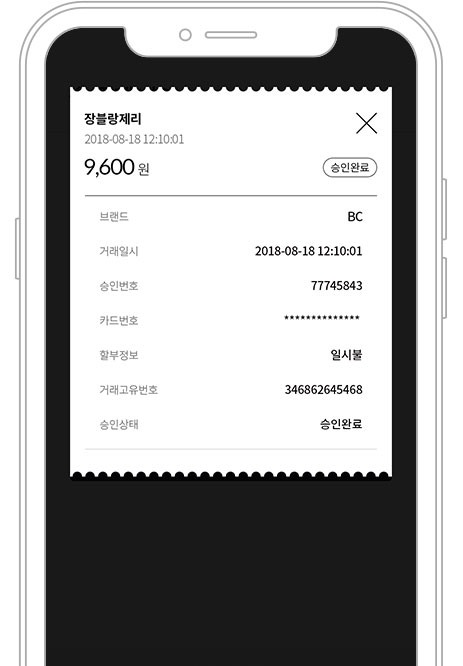 장블랑제리
2018-08-18 12:10:01
9,600 원 승인완료
브랜드 BC
거래일시 2018-08-18 12:10:01
승인번호 77745843
카드번호 **************
할부정보 일시불
거래고유번호 346862645468
승인상태 승인완료